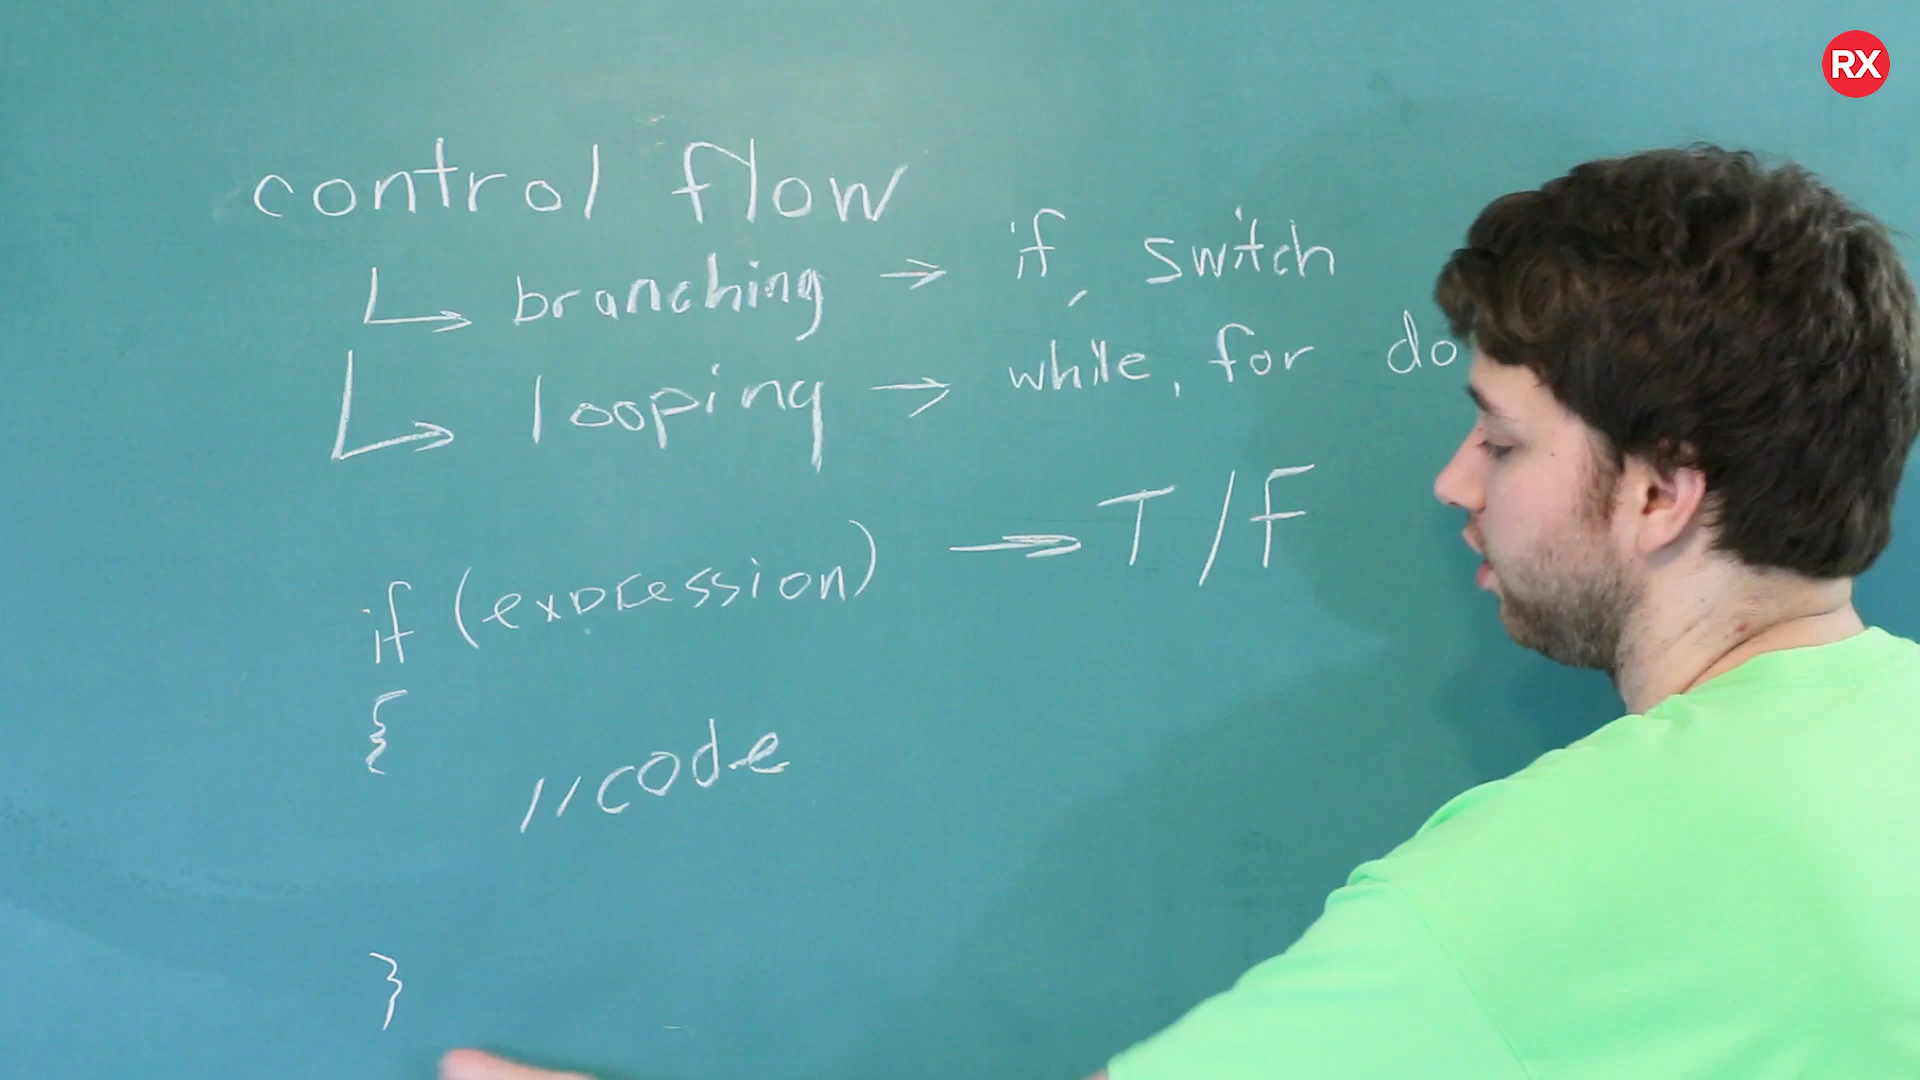 RX
control flow
↳ branching → if, switch
↳ looping → while, for do
if (expression) → T/F
{
//code
}